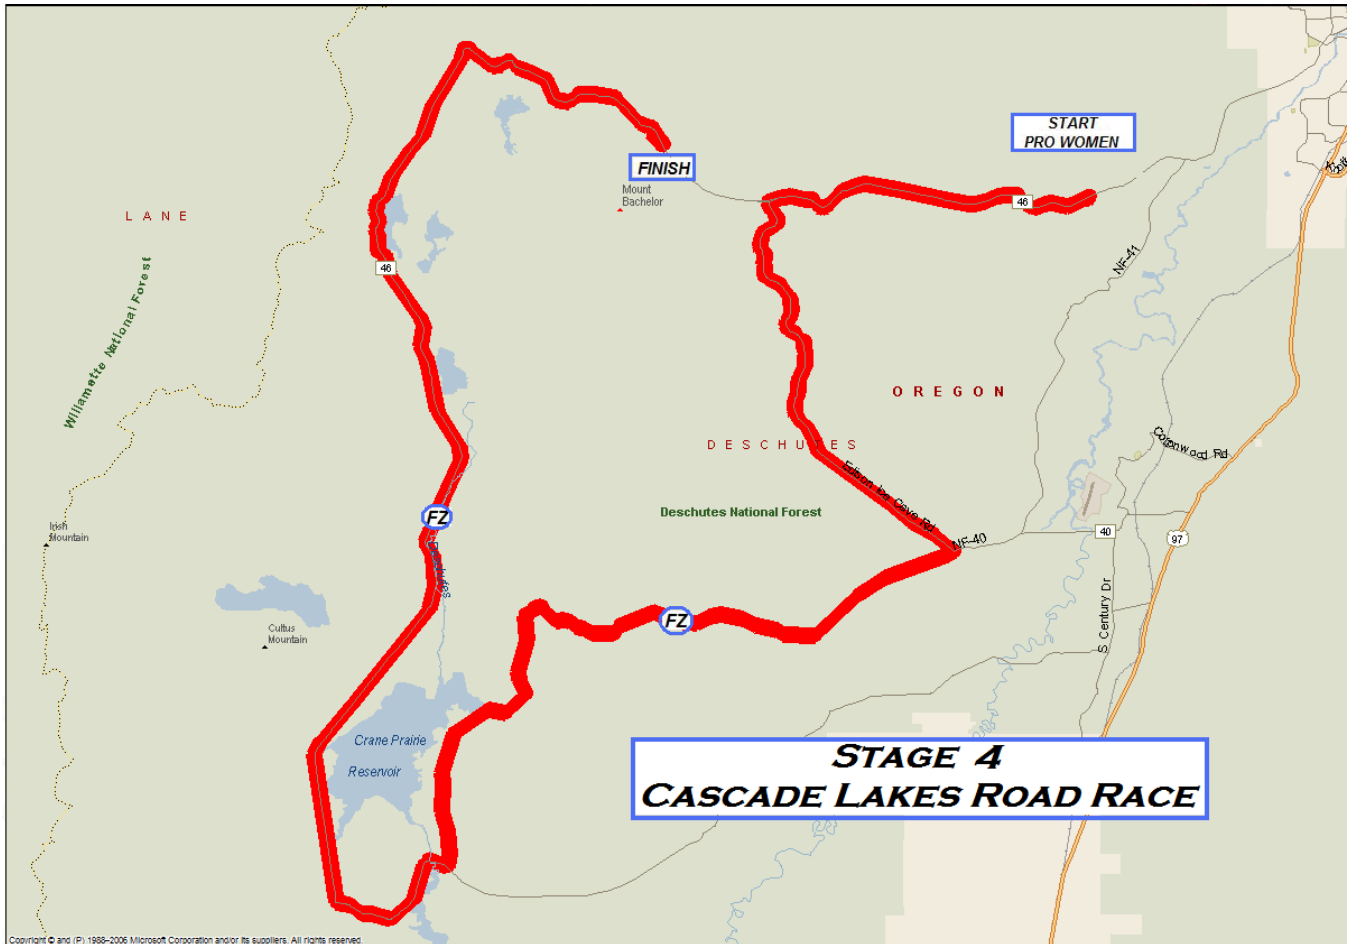 START
PRO WOMEN
FINISH
Mount
Bachelor
46
LANE
46
NF-41
Willamette National Forest
OREGON
DESCHUTES
Edison Ice Cave Rd
Cottonwood Rd
Deschutes National Forest
FZ
Irish
Mountain
Deschutes
NF-40
40
97
S Century Dr
FZ
Cultus
Mountain
Crane Prairie
Reservoir
STAGE 4
CASCADE LAKES ROAD RACE
Copyright © and (P) 1988–2006 Microsoft Corporation and/or its suppliers. All rights reserved.